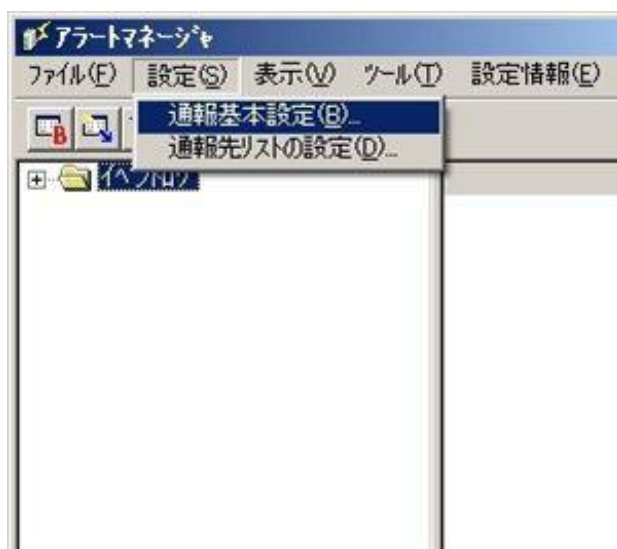 アラートマネージャ
ファイル(F) 設定(S) 表示(V) ツール(T) 設定情報(E)
通報基本設定(B)...
通報先リストの設定(D)...
イベントログ